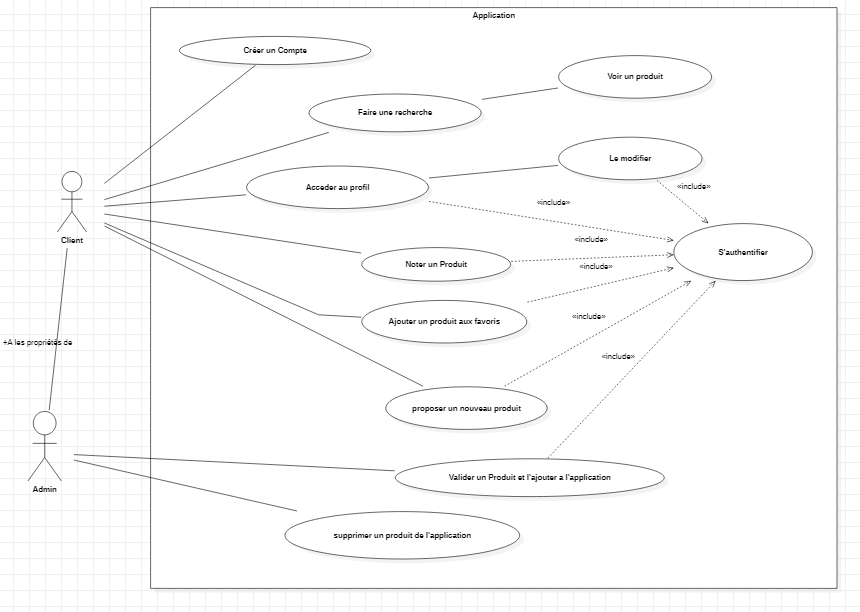 Application
Créer un Compte
Voir un produit
Faire une recherche
Le modifier
Acceder au profil
«include»
«include»
Client
«include»
S'authentifier
Noter un Produit
«include»
Ajouter un produit aux favoris
«include»
+A les propriétés de
«include»
proposer un nouveau produit
Valider un Produit et l'ajouter a l'application
Admin
supprimer un produit de l'application